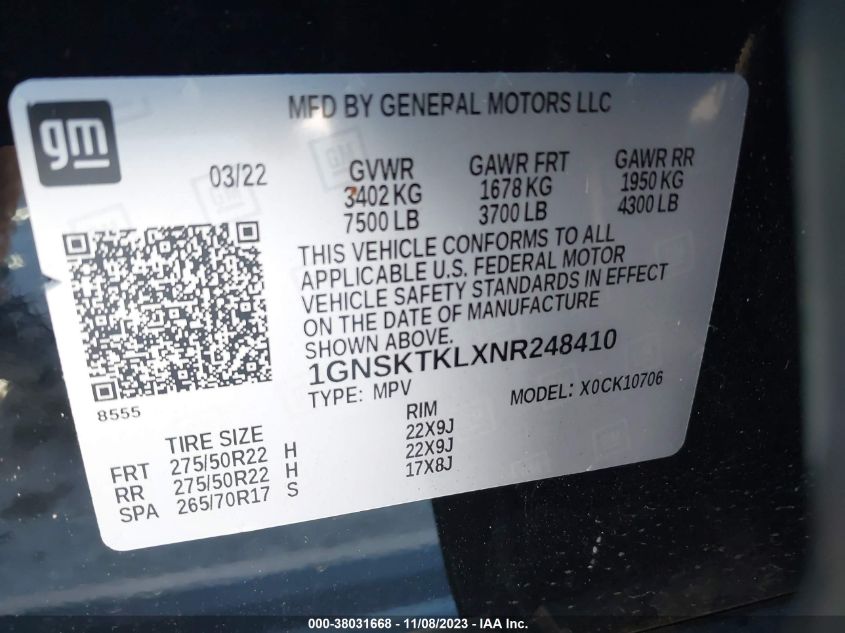 gm
MFD BY GENERAL MOTORS LLC
03/22
GVWR GAWR FRT GAWR RR
3402 KG 1678 KG 1950 KG
7500 LB 3700 LB 4300 LB
THIS VEHICLE CONFORMS TO ALL
APPLICABLE U.S. FEDERAL MOTOR
VEHICLE SAFETY STANDARDS IN EFFECT
ON THE DATE OF MANUFACTURE
SHOWN ABOVE.
1GNSKTKLXNR248410
TYPE: MPV MODEL: X0CK10706
8555
TIRE SIZE RIM
FRT 275/50R22 H 22X9J
RR 275/50R22 H 22X9J
SPA 265/70R17 S 17X8J
000-38031668 - 11/08/2023 - IAA Inc.